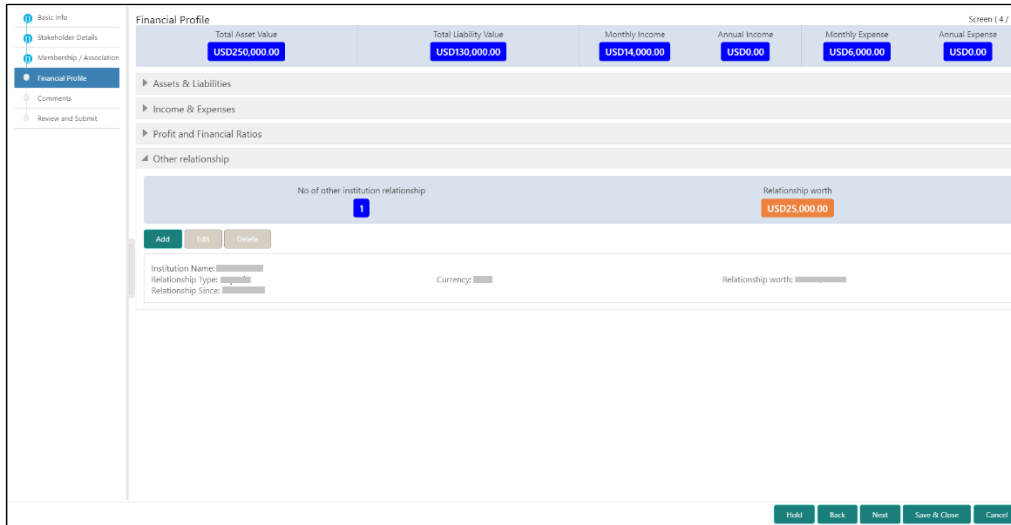 Basic Info
Stakeholder Details
Membership / Association
Financial Profile
Comments
Review and Submit
Financial Profile
Screen ( 4 /
Total Asset Value
Total Liability Value
Monthly Income
Annual Income
Monthly Expense
Annual Expense
USD250,000.00
USD130,000.00
USD14,000.00
USD0.00
USD6,000.00
USD0.00
Assets & Liabilities
Income & Expenses
Profit and Financial Ratios
Other relationship
No of other institution relationship
Relationship worth
1
USD25,000.00
Add
Edit
Delete
Institution Name:
Relationship Type:
Currency:
Relationship worth:
Relationship Since:
Hold
Back
Next
Save & Close
Cancel